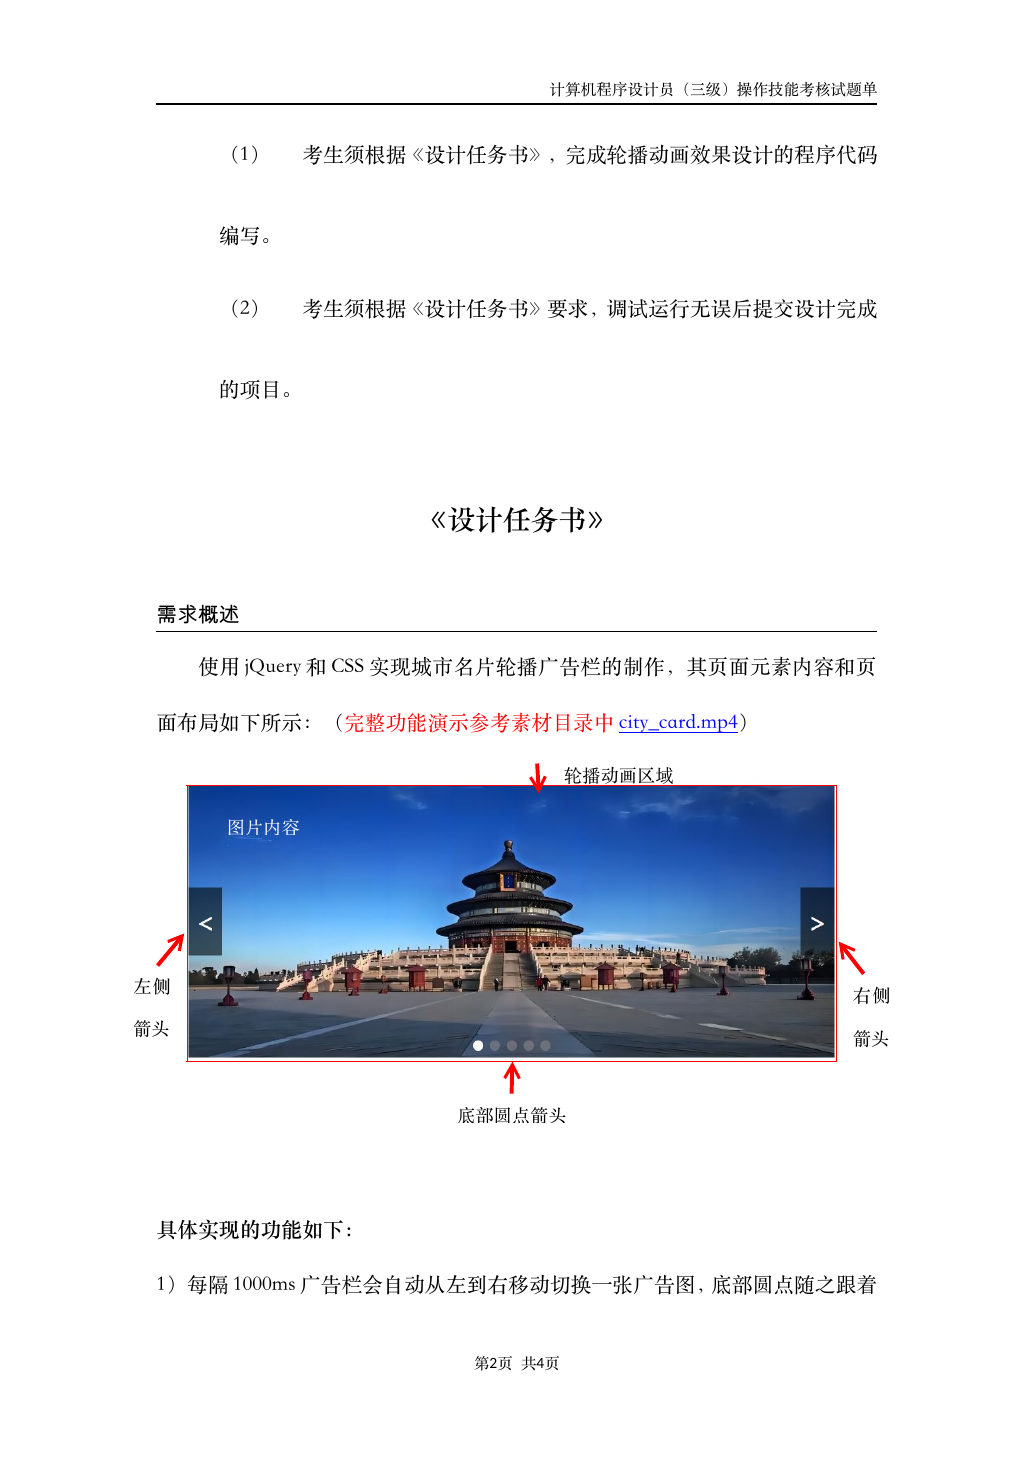 计算机程序设计员（三级）操作技能考核试题单
（1） 考生须根据《设计任务书》，完成轮播动画效果设计的程序代码
编写。
（2） 考生须根据《设计任务书》要求，调试运行无误后提交设计完成
的项目。
《设计任务书》
需求概述
使用 jQuery 和 CSS 实现城市名片轮播广告栏的制作，其页面元素内容和页
面布局如下所示：（完整功能演示参考素材目录中 city_card.mp4）
轮播动画区域
图片内容
<
>
左侧
箭头
右侧
箭头
底部圆点箭头
具体实现的功能如下：
1）每隔 1000ms 广告栏会自动从左到右移动切换一张广告图，底部圆点随之跟着
第2页 共4页